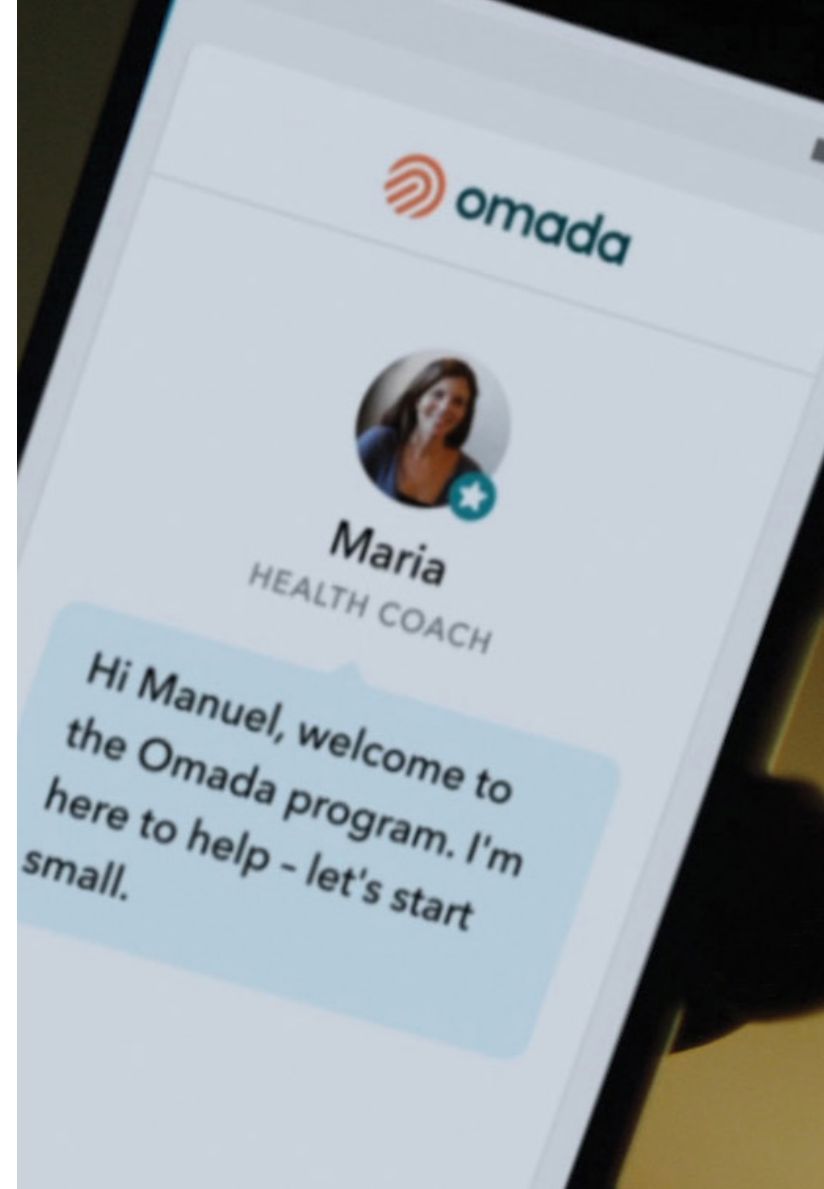 omada
Maria
HEALTH COACH
Hi Manuel, welcome to
the Omada program. I'm
here to help – let's start
small.